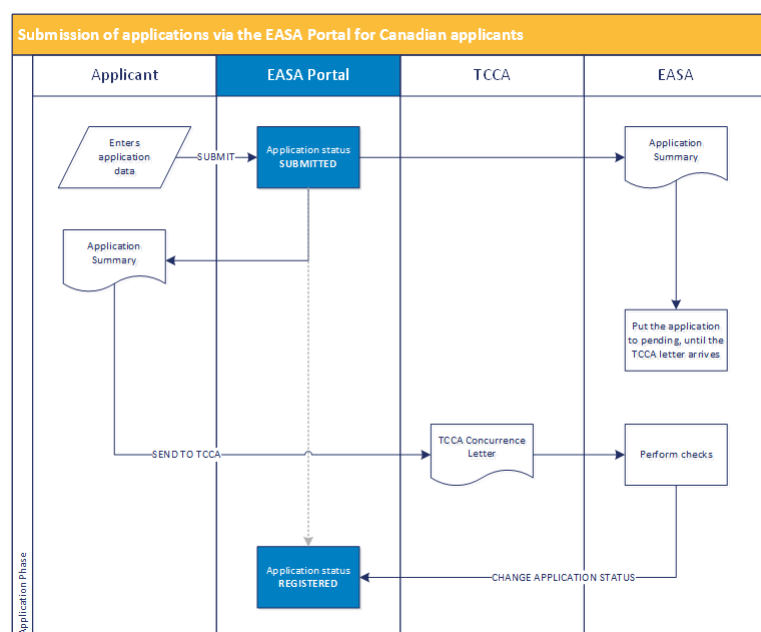 Submission of applications via the EASA Portal for Canadian applicants
Applicant
EASA Portal
TCCA
EASA
Enters
application
data
SUBMIT
Application status
SUBMITTED
Application
Summary
Application
Summary
Put the application
to pending, until the
TCCA letter arrives
SEND TO TCCA
TCCA Concurrence
Letter
Perform checks
Application status
REGISTERED
CHANGE APPLICATION STATUS
Application Phase